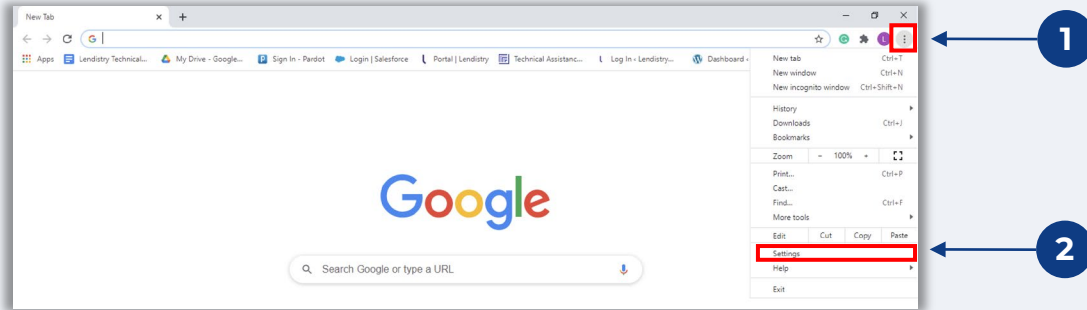 New Tab
1
Apps Lendistry Technical... My Drive - Google... Sign In - Pardot Login | Salesforce Portal | Lendistry Technical Assistanc... Log In ‹ Lendistry... Dashboard ‹
New tab Ctrl+T
New window Ctrl+N
New incognito window Ctrl+Shift+N
History
Downloads Ctrl+J
Bookmarks
Zoom - 100% +
Print... Ctrl+P
Cast...
Find... Ctrl+F
More tools
Edit Cut Copy Paste
Settings
2
Help
Exit
Google
Search Google or type a URL